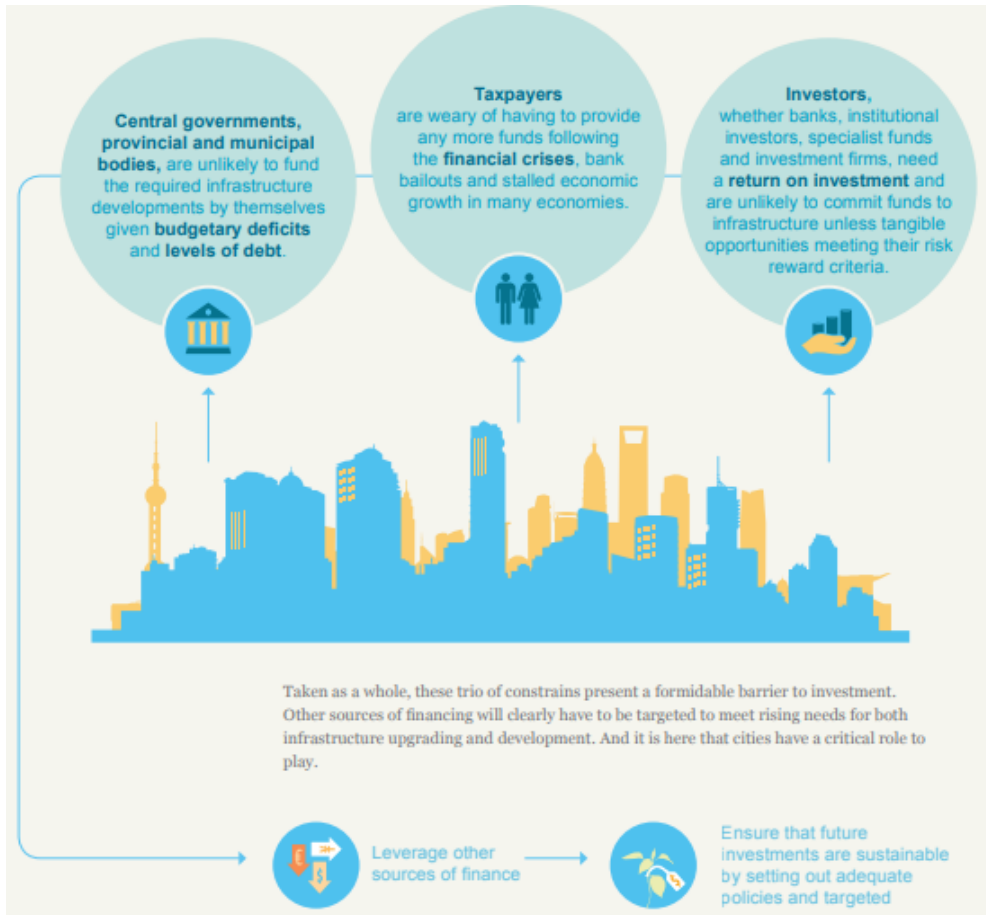 Central governments,
provincial and municipal
bodies, are unlikely to fund
the required infrastructure
developments by themselves
given budgetary deficits
and levels of debt.
Taxpayers
are weary of having to provide
any more funds following
the financial crises, bank
bailouts and stalled economic
growth in many economies.
Investors,
whether banks, institutional
investors, specialist funds
and investment firms, need
a return on investment and
are unlikely to commit funds to
infrastructure unless tangible
opportunities meeting their risk
reward criteria.
Taken as a whole, these trio of constrains present a formidable barrier to investment.
Other sources of financing will clearly have to be targeted to meet rising needs for both
infrastructure upgrading and development. And it is here that cities have a critical role to
play.
Leverage other
sources of finance
Ensure that future
investments are sustainable
by setting out adequate
policies and targeted